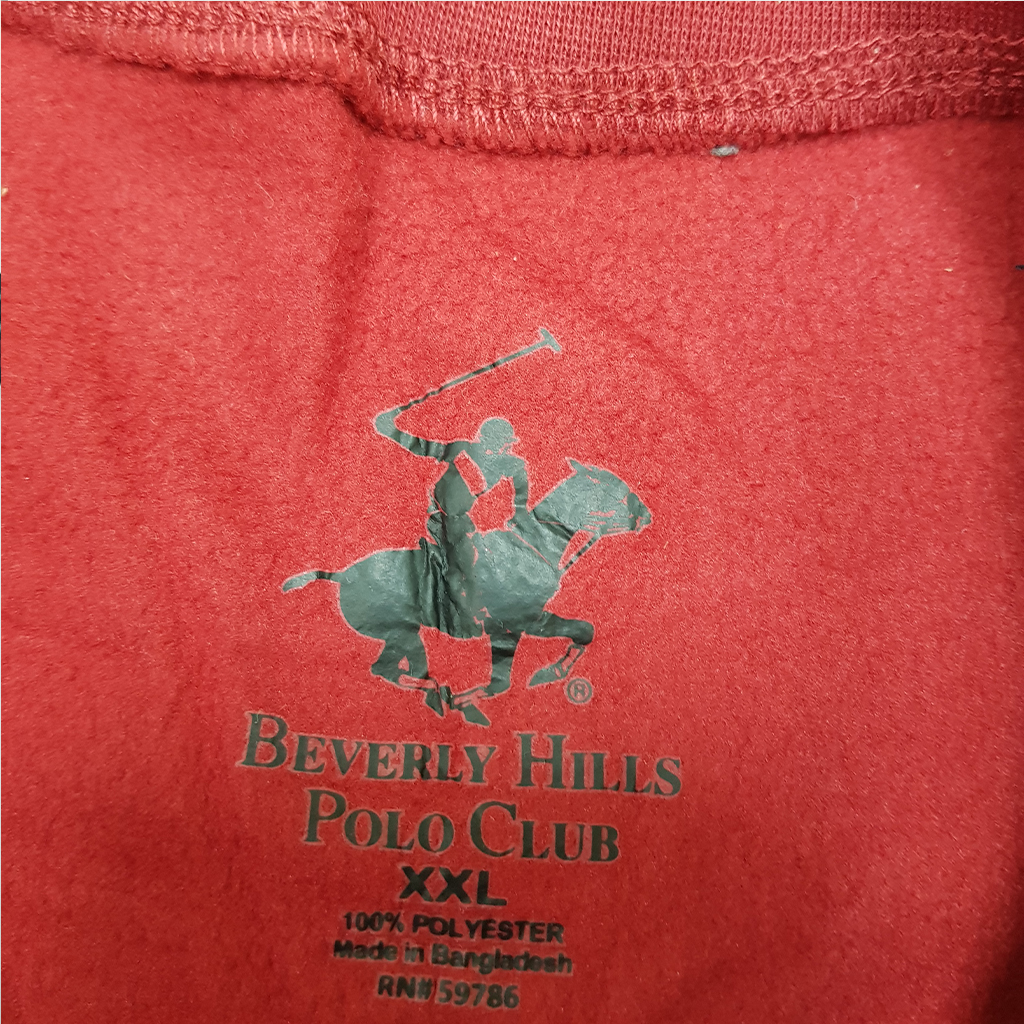 ®
BEVERLY HILLS
POLO CLUB
XXL
100% POLYESTER
Made in Bangladesh
RN# 59786